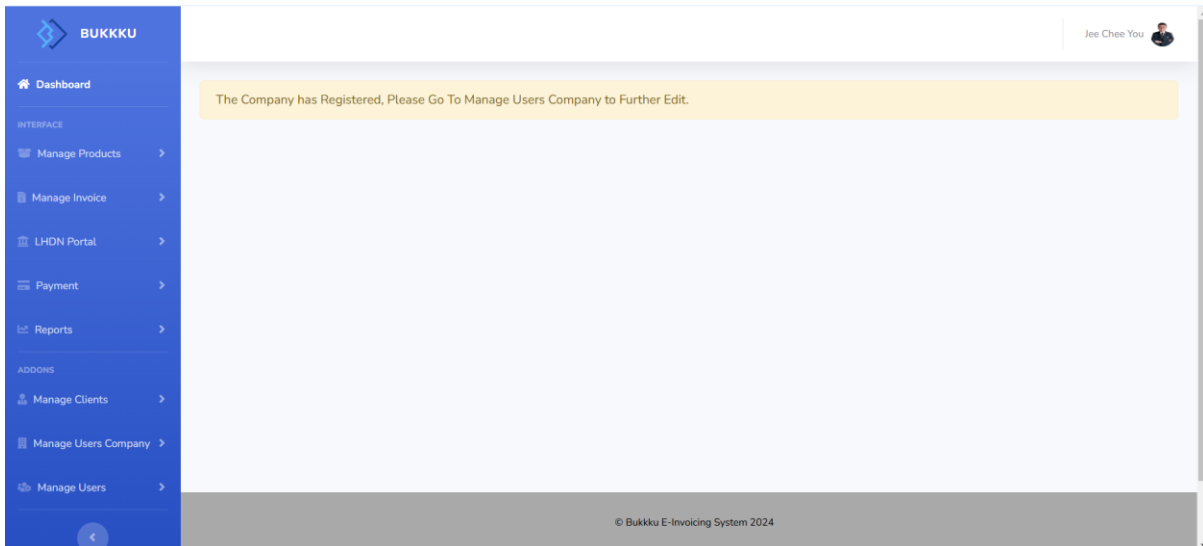 BUKKKU
Jee Chee You
Dashboard
The Company has Registered, Please Go To Manage Users Company to Further Edit.
INTERFACE
Manage Products
Manage Invoice
LHDN Portal
Payment
Reports
ADDONS
Manage Clients
Manage Users Company
Manage Users
© Bukkku E-Invoicing System 2024